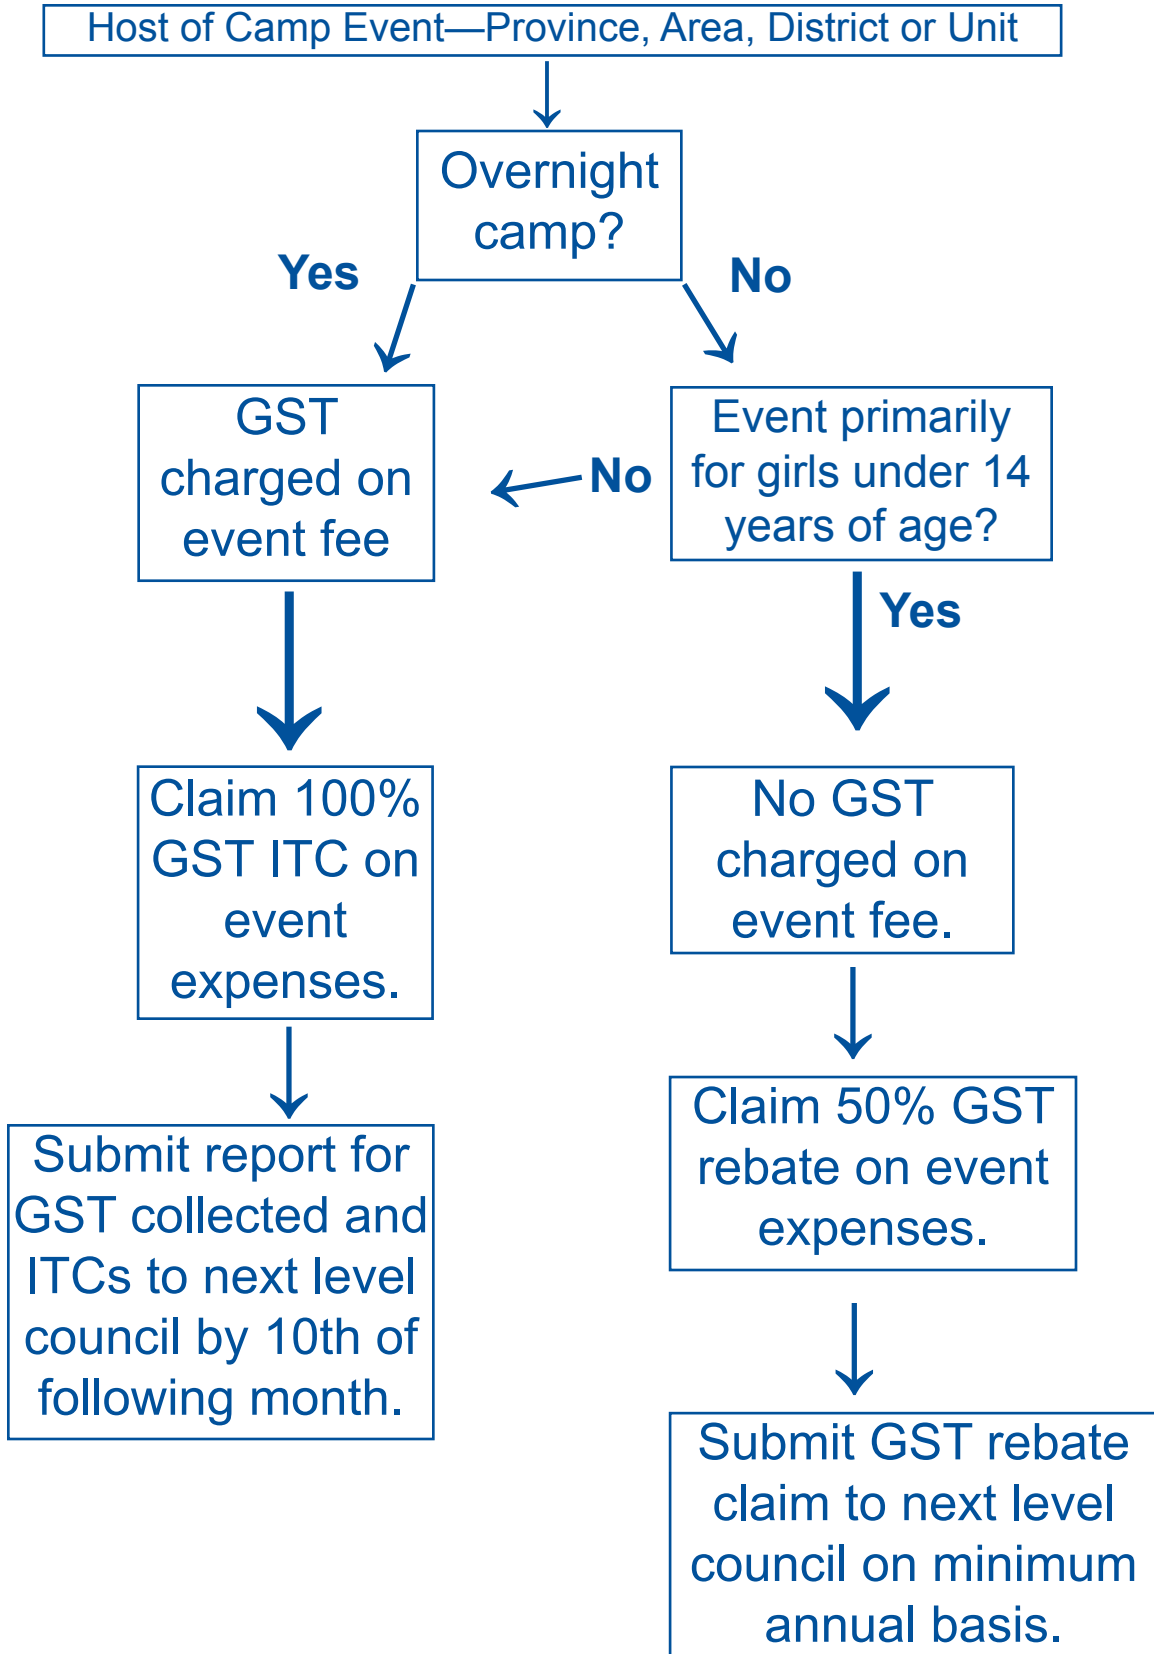 Host of Camp Event—Province, Area, District or Unit
Overnight
camp?
Yes
No
GST
charged on
event fee
No
Event primarily
for girls under 14
years of age?
Yes
Claim 100%
GST ITC on
event
expenses.
No GST
charged on
event fee.
Submit report for
GST collected and
ITCs to next level
council by 10th of
following month.
Claim 50% GST
rebate on event
expenses.
Submit GST rebate
claim to next level
council on minimum
annual basis.